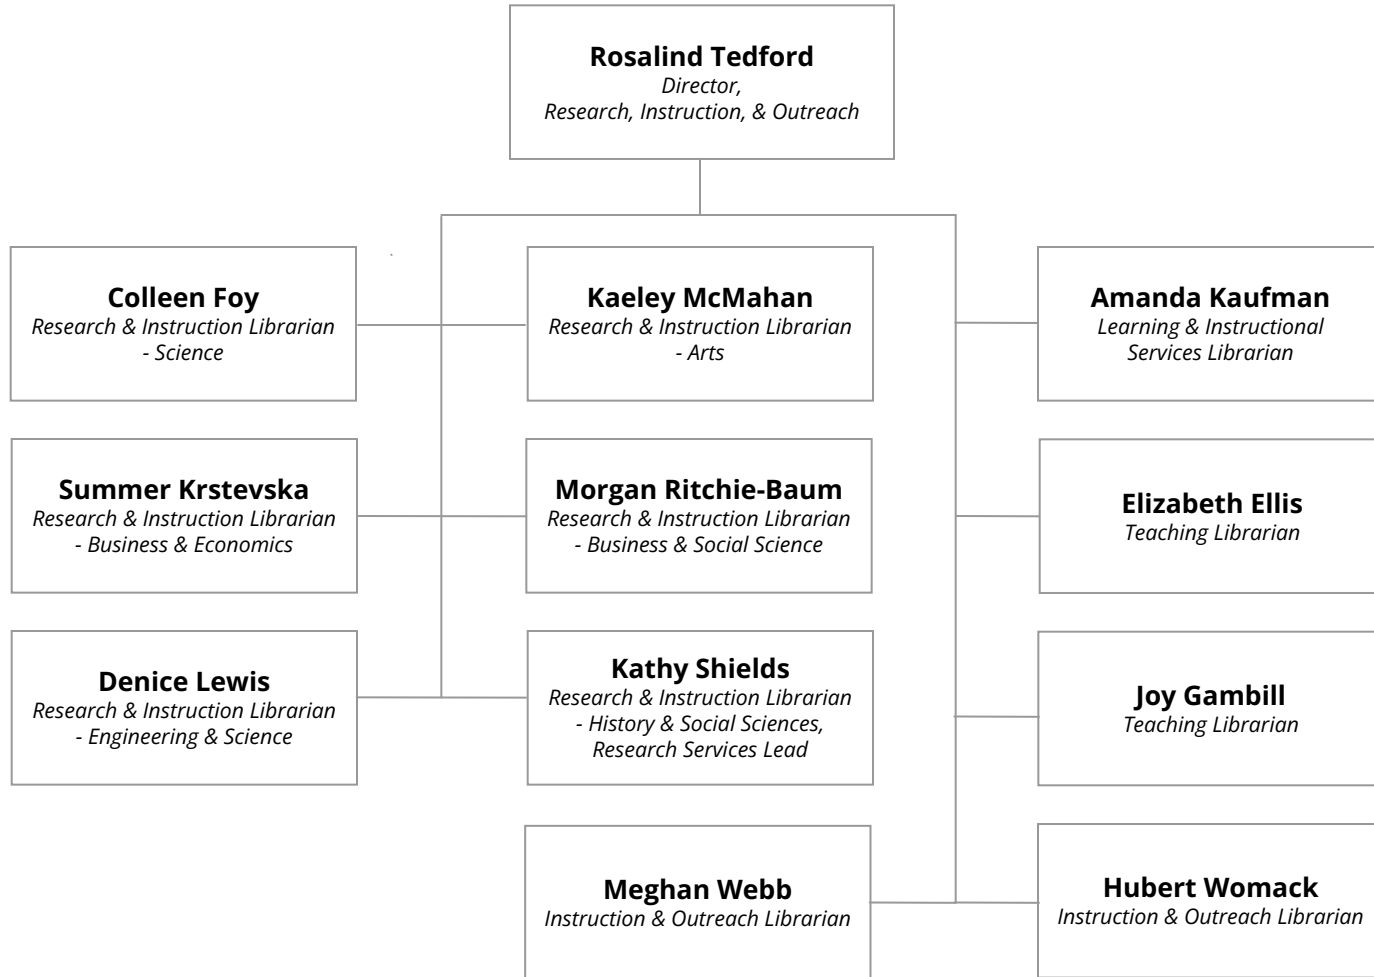 Rosalind Tedford
Director,
Research, Instruction, & Outreach
Colleen Foy
Research & Instruction Librarian
- Science
Kaeley McMahan
Research & Instruction Librarian
- Arts
Amanda Kaufman
Learning & Instructional
Services Librarian
Summer Krstevska
Research & Instruction Librarian
- Business & Economics
Morgan Ritchie-Baum
Research & Instruction Librarian
- Business & Social Science
Elizabeth Ellis
Teaching Librarian
Denice Lewis
Research & Instruction Librarian
- Engineering & Science
Kathy Shields
Research & Instruction Librarian
- History & Social Sciences,
Research Services Lead
Joy Gambill
Teaching Librarian
Meghan Webb
Instruction & Outreach Librarian
Hubert Womack
Instruction & Outreach Librarian